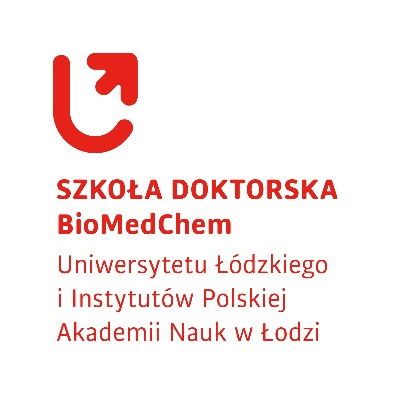 SZKOŁA DOKTORSKA
BioMedChem
Uniwersytetu Łódzkiego
i Instytutów Polskiej
Akademii Nauk w Łodzi